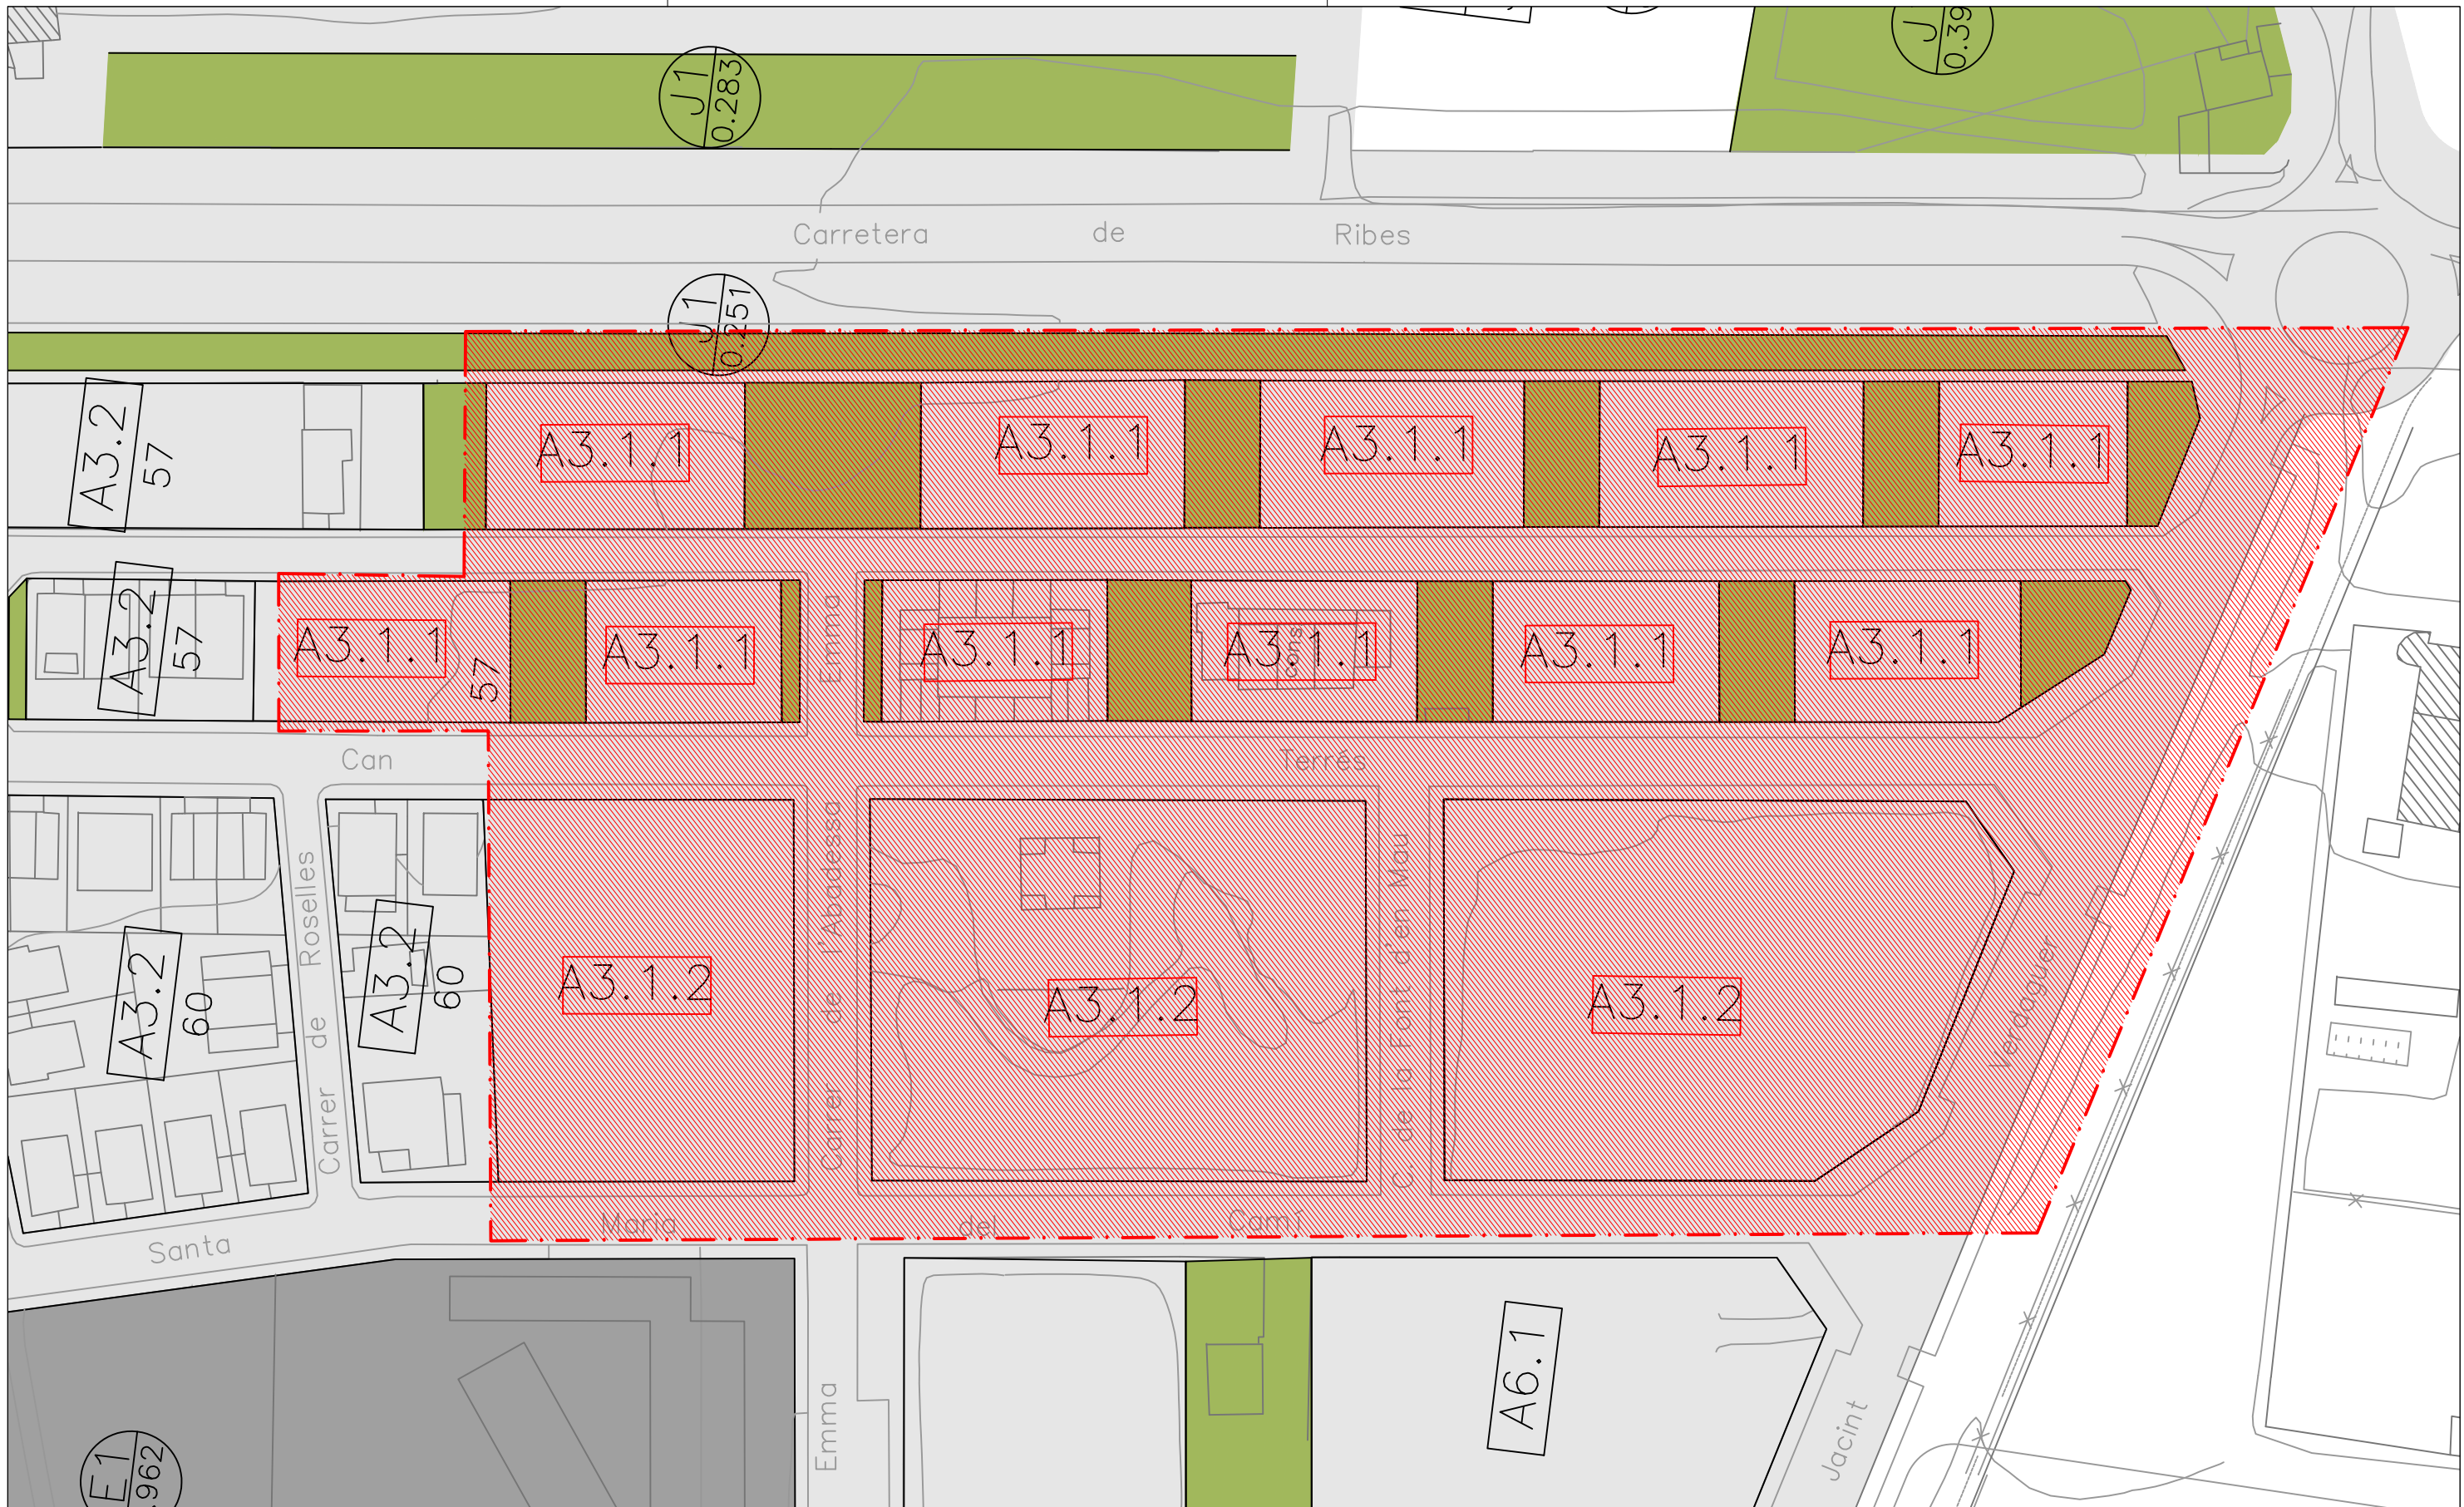 J1
0.283
J
0.39
Carretera de Ribes
J1
0.251
A3.2
57
A3.1.1
A3.1.1
A3.1.1
A3.1.1
A3.1.1
A3.2
57
A3.1.1
57
A3.1.1
Emma
A3.1.1
A3.1.1
cons
A3.1.1
A3.1.1
Can Terrés
A3.2
60
Carrer de Roselles
A3.2
60
A3.1.2
Carrer de l'Abadessa
A3.1.2
C. de la Font d'en Mau
A3.1.2
Verdaguer
Santa Maria del Camí
E1
.962
Emma
A6.1
Jacint